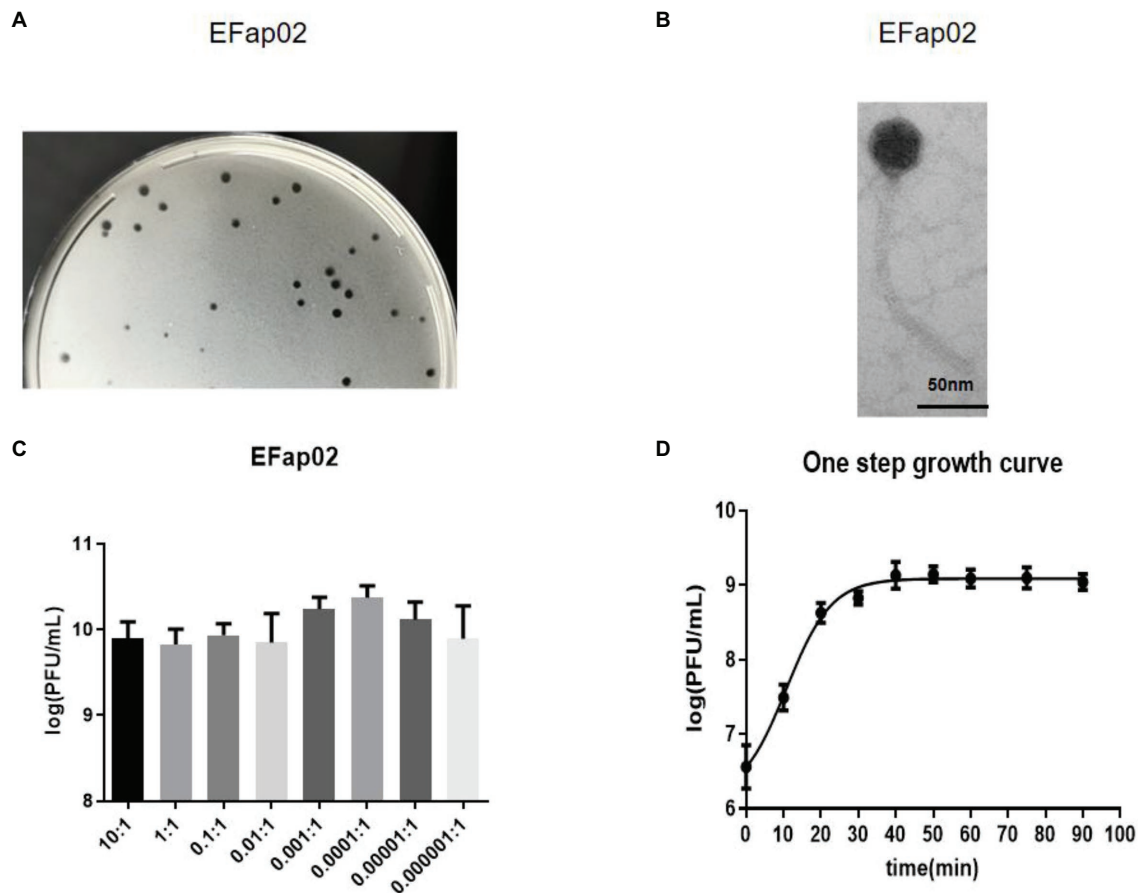 A
EFap02
B
EFap02
50nm
C
EFap02
log(PFU/mL)
11
10
9
8
10:1
1:1
0.1:1
0.01:1
0.001:1
0.0001:1
0.00001:1
0.000001:1
D
One step growth curve
log(PFU/mL)
10
9
8
7
6
0 10 20 30 40 50 60 70 80 90 100
time(min)